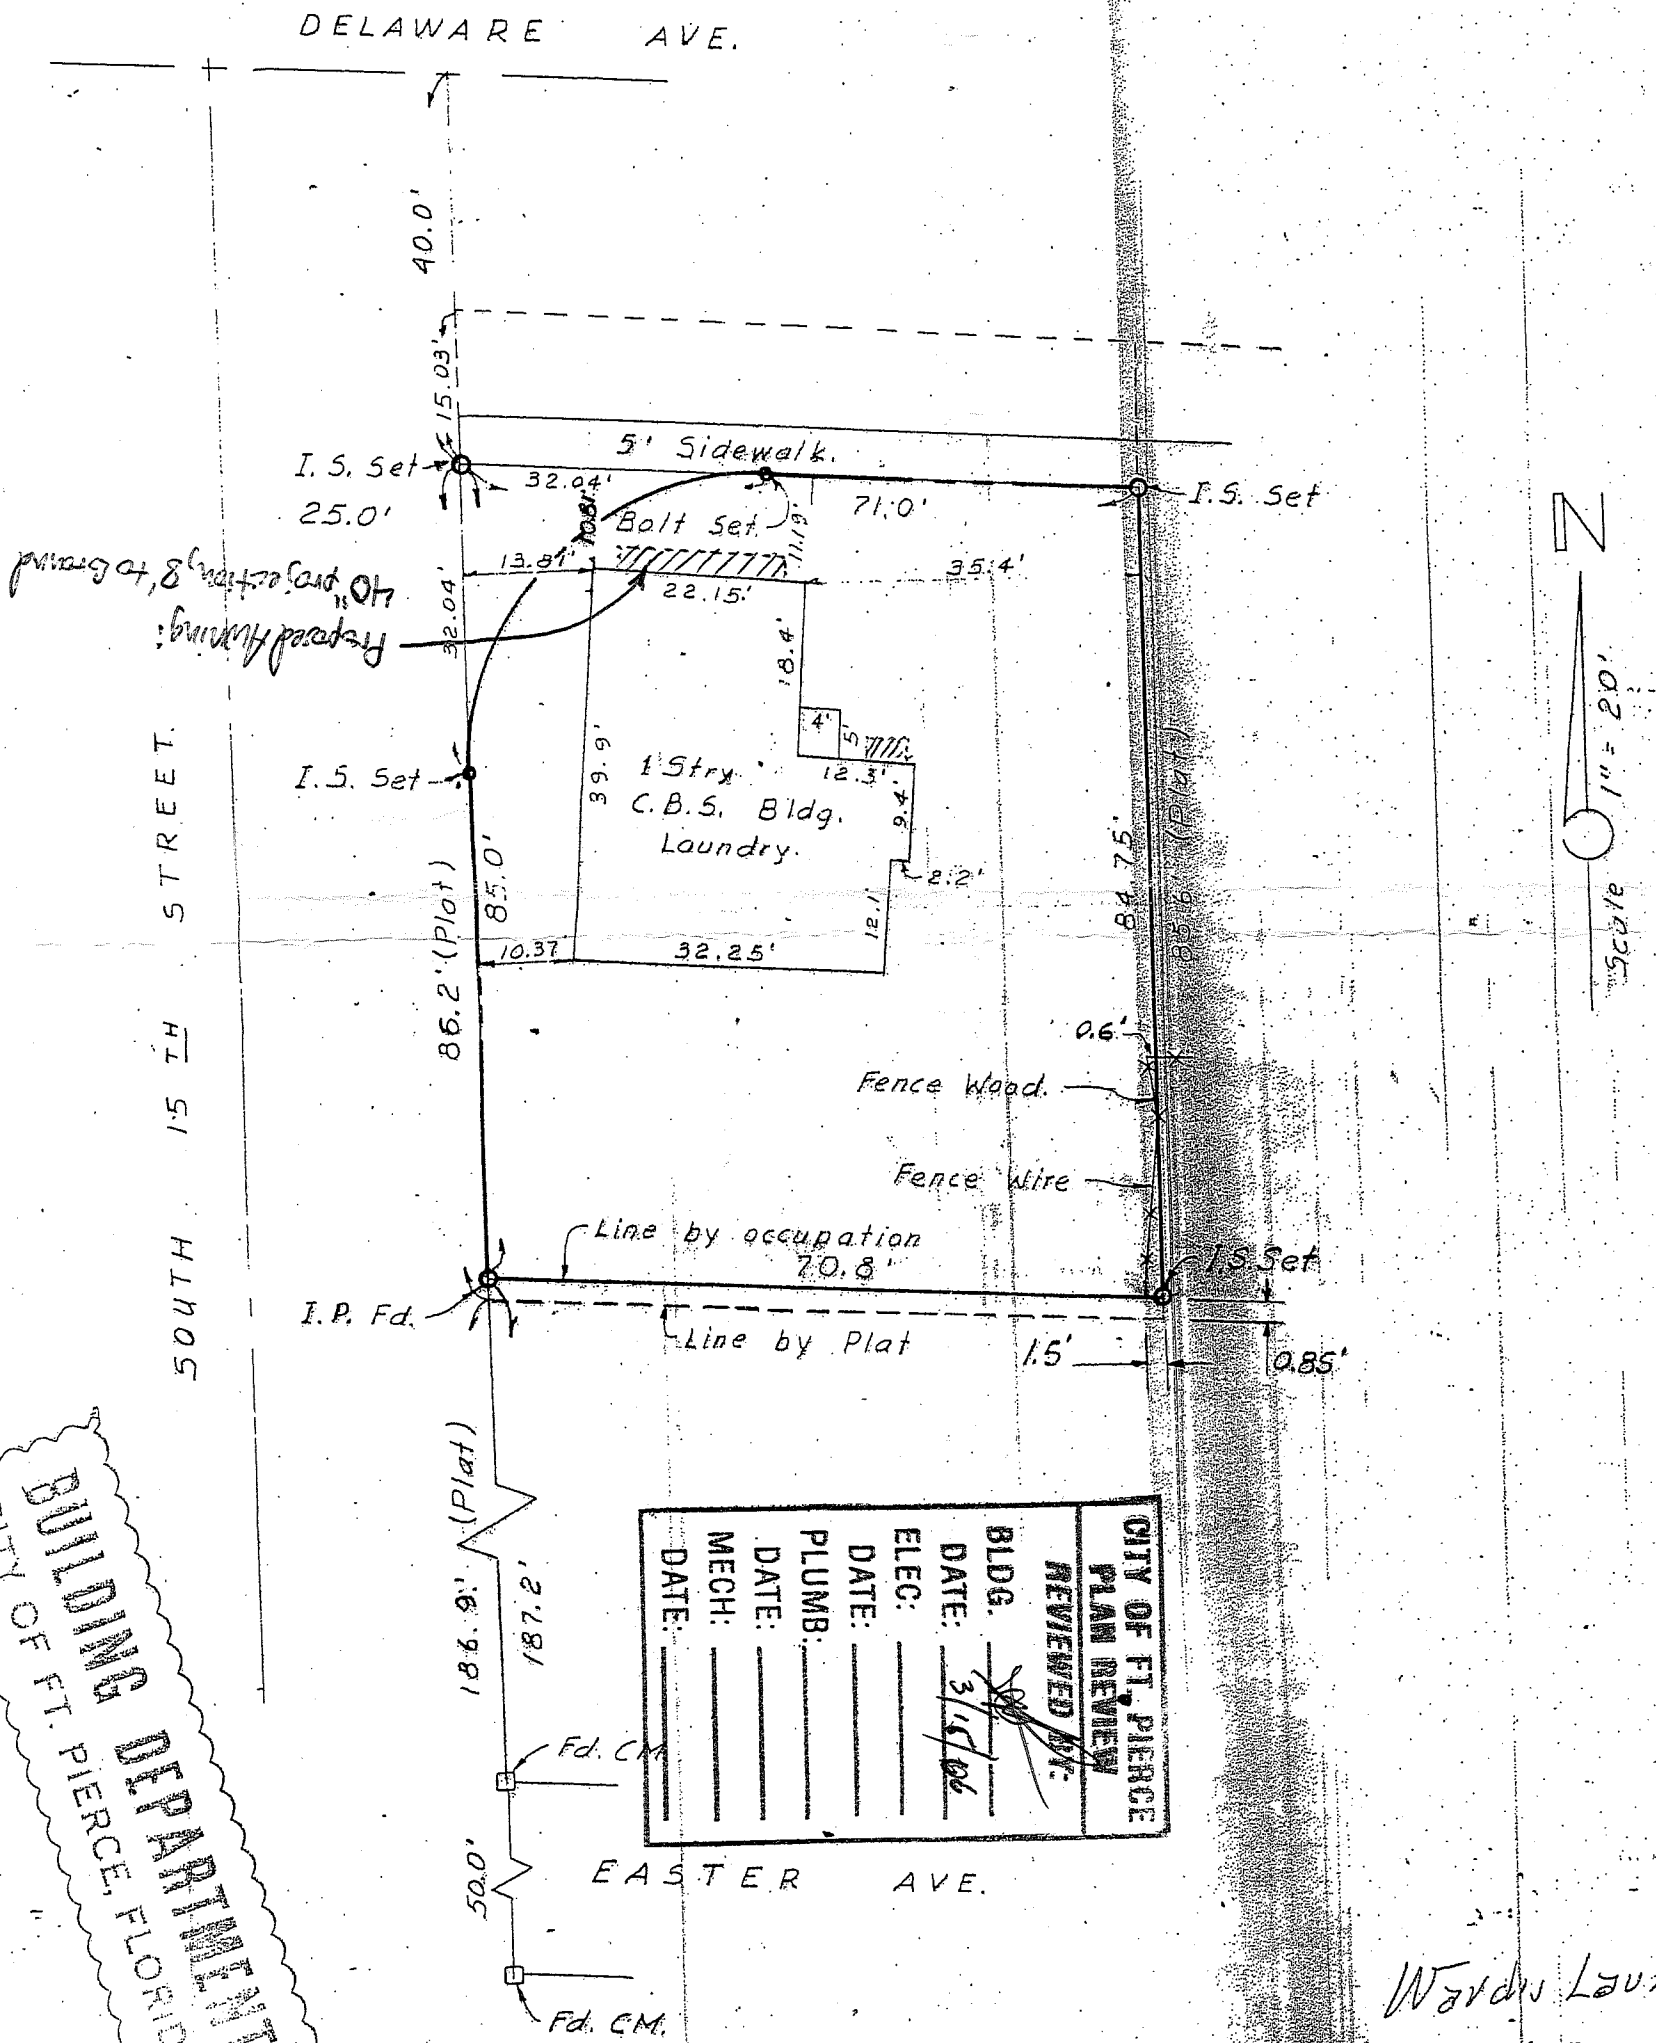 DELAWARE AVE.
40.0'
15.03'
5' Sidewalk.
I. S. Set
25.0'
32.04'
71.0'
I.S. Set
Bolt Set
11.19'
10.81'
13.87'
22.15'
35.4'
Proposed Awning:
40" projection, 8' to Ground
32.04'
18.4'
4'
5'
12.3'
I.S. Set
39.9'
1 Stry
C.B.S. Bldg.
Laundry.
9.4'
2.2'
12.1'
86.2' (Plat)
85.0'
10.37
32.25'
84.75'
85.6 (Plat)
N
Scale 1" = 20'
SOUTH 15 TH STREET.
0.6'
Fence Wood.
Fence Wire
Line by occupation
70.8'
I.S. Set
I.P. Fd.
Line by Plat
1.5'
0.85'
186.9' (Plat)
187.2'
CITY OF FT. PIERCE
PLAN REVIEW
REVIEWED BY:
BLDG.
DATE:
ELEC:
DATE:
PLUMB:
DATE:
MECH:
DATE:
BUILDING DEPARTMENT
CITY OF FT. PIERCE, FLORID
Fd. CM
50.0'
EASTER AVE.
Fd. CM.